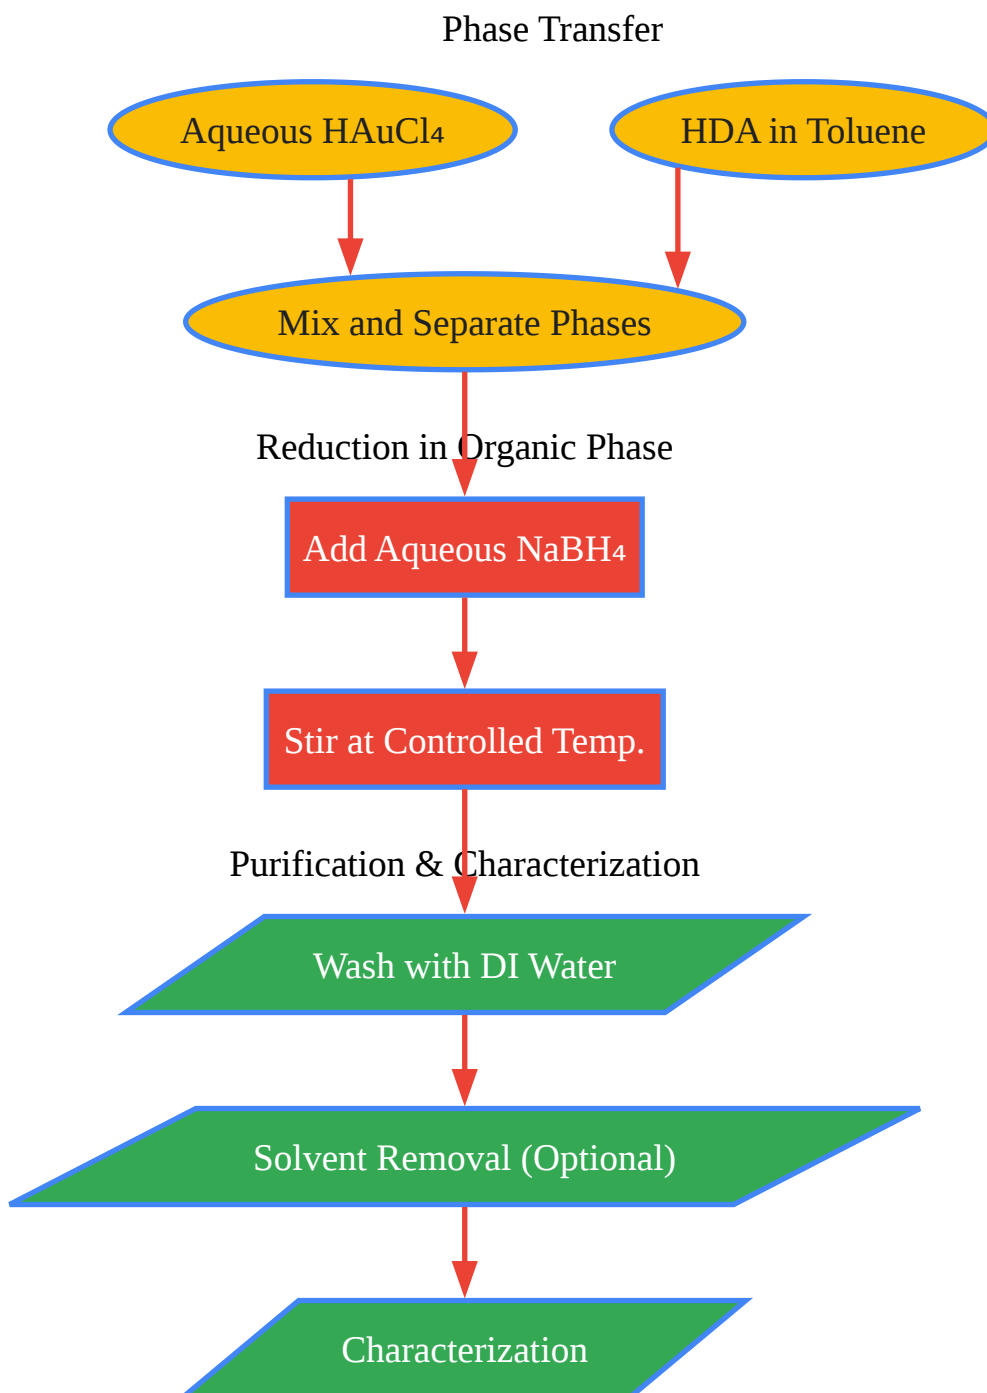 Phase Transfer
Aqueous HAuCl₄
HDA in Toluene
Mix and Separate Phases
Reduction in Organic Phase
Add Aqueous NaBH₄
Stir at Controlled Temp.
Purification & Characterization
Wash with DI Water
Solvent Removal (Optional)
Characterization